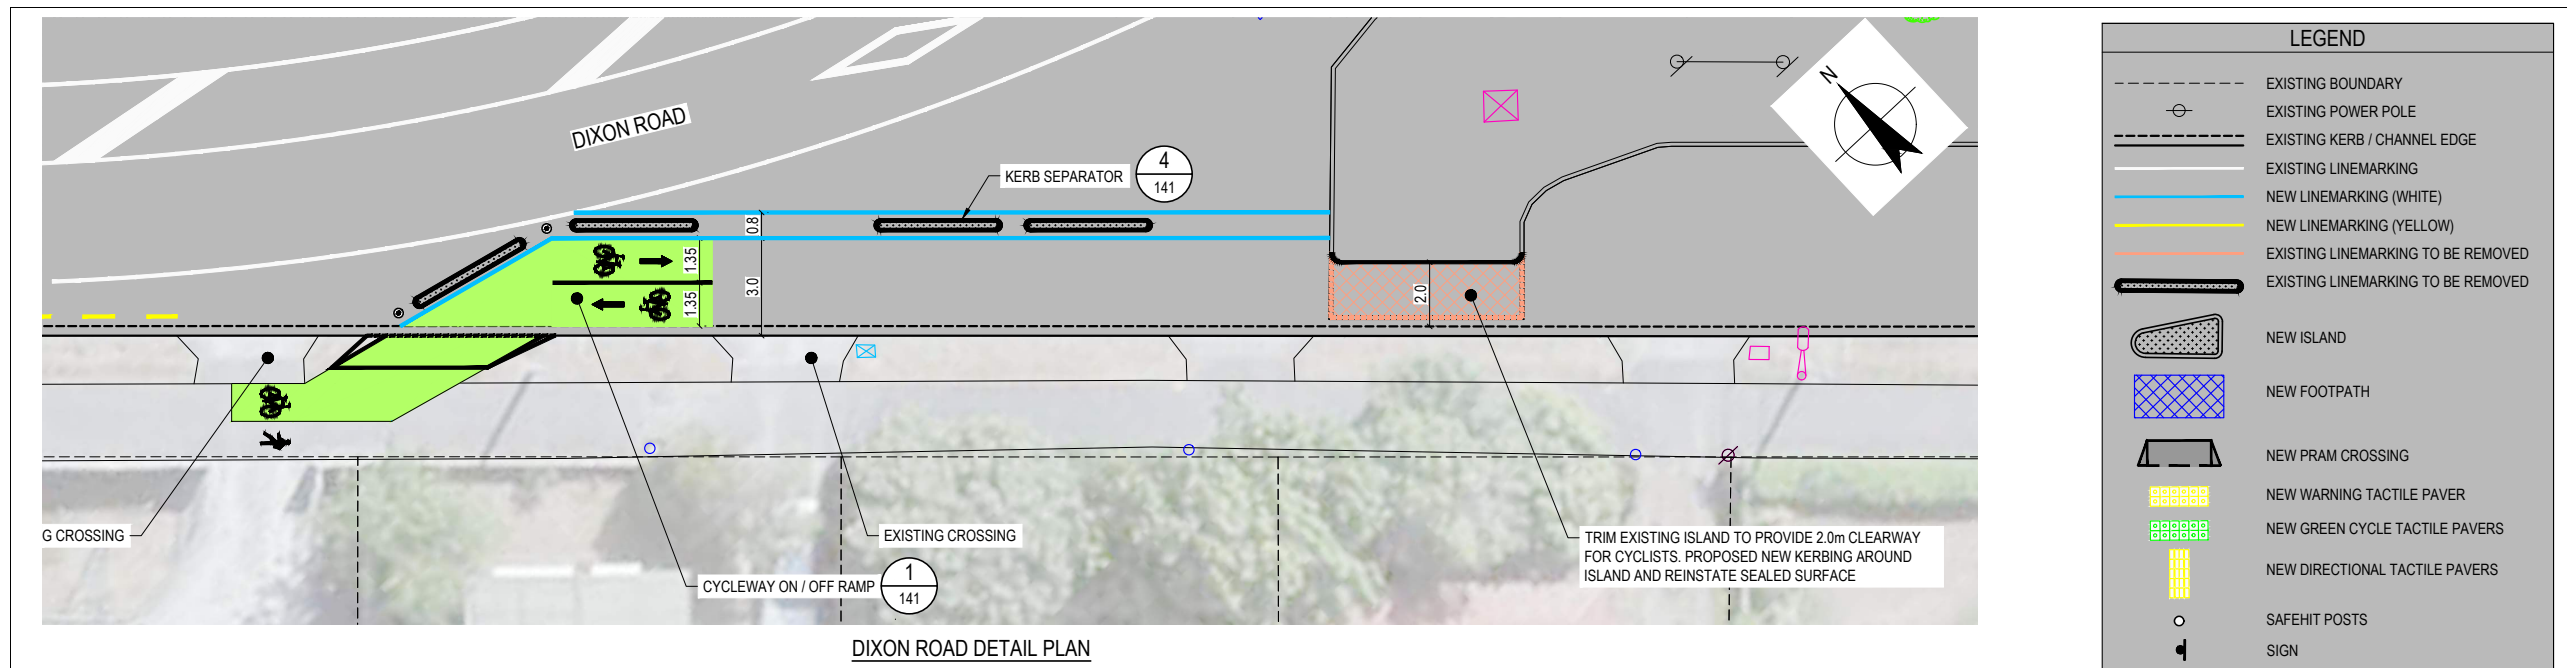 DIXON ROAD
N
KERB SEPARATOR
4
141
0.8
1.35
1.35
3.0
2.0
G CROSSING
EXISTING CROSSING
CYCLEWAY ON / OFF RAMP
1
141
TRIM EXISTING ISLAND TO PROVIDE 2.0m CLEARWAY
FOR CYCLISTS. PROPOSED NEW KERBING AROUND
ISLAND AND REINSTATE SEALED SURFACE
DIXON ROAD DETAIL PLAN
LEGEND
EXISTING BOUNDARY
EXISTING POWER POLE
EXISTING KERB / CHANNEL EDGE
EXISTING LINEMARKING
NEW LINEMARKING (WHITE)
NEW LINEMARKING (YELLOW)
EXISTING LINEMARKING TO BE REMOVED
EXISTING LINEMARKING TO BE REMOVED
NEW ISLAND
NEW FOOTPATH
NEW PRAM CROSSING
NEW WARNING TACTILE PAVER
NEW GREEN CYCLE TACTILE PAVERS
NEW DIRECTIONAL TACTILE PAVERS
SAFEHIT POSTS
SIGN